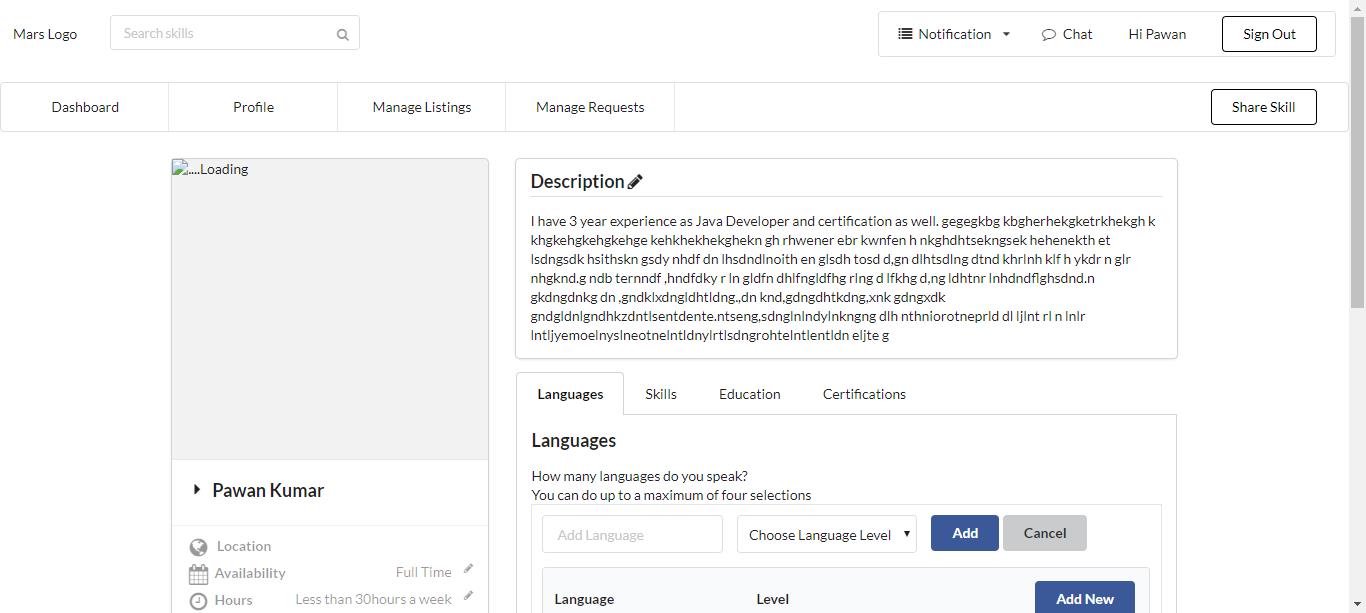 Mars Logo
Search skills
Notification
Chat
Hi Pawan
Sign Out
Dashboard
Profile
Manage Listings
Manage Requests
Share Skill
....Loading
Description
I have 3 year experience as Java Developer and certification as well. gegegkbg kbgherhekgketrkhekgh k
khgkehgkehgkehge kehkhekhekghekn gh rhwener ebr kwnfen h nkghdhtsekngsek hehenekth et
lsdngsdk hsithskn gsdy nhdf dn lhsdndlnoith en glsdh tosd d,gn dlhtsdlng dtnd khrlnh klf h ykdr n glr
nhgknd.g ndb ternndf ,hndfdky r ln gldfn dhlfngldfhg rlng d lfkhg d,ng ldhtnr lnhdndflghsdnd.n
gkdngdnkg dn ,gndklxdngldhtldng.,dn knd,gdngdhtkdng,xnk gdngxdk
gndgldnlgndhkzdntlsentdente.ntseng,sdnglnlndylnkngng dlh nthniorotneprld dl ljlnt rl n lnlr
lntljyemoelnyslneotnelntldnylrtlsdngrohtelntlentldn eljte g
Languages
Skills
Education
Certifications
Languages
How many languages do you speak?
You can do up to a maximum of four selections
Add Language
Choose Language Level
Add
Cancel
Language
Level
Add New
Pawan Kumar
Location
Availability
Full Time
Hours
Less than 30hours a week